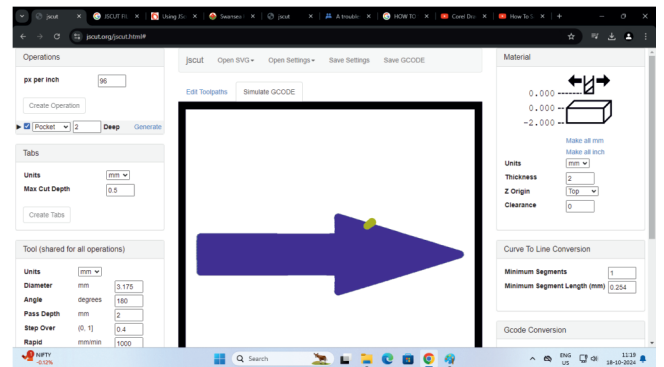 jscut
JSCUT FIL
Using JSc
Swarnsea
jscut
A trouble
HOW TO
Corel Dra
How To S
jscut.org/jscut.html#
Operations
px per inch 96
Create Operation
Pocket 2 Deep Generate
Tabs
Units mm
Max Cut Depth 0.5
Create Tabs
Tool (shared for all operations)
Units mm
Diameter mm 3.175
Angle degrees 180
Pass Depth mm 2
Step Over (0, 1] 0.4
Rapid mm/min 1000
jscut Open SVG Open Settings Save Settings Save GCODE
Edit Toolpaths Simulate GCODE
Material
0.000
0.000
-2.000
Make all mm
Make all inch
Units mm
Thickness 2
Z Origin Top
Clearance 0
Curve To Line Conversion
Minimum Segments 1
Minimum Segment Length (mm) 0.254
Gcode Conversion
NIFTY
-0.12%
Search
ENG
US
11:19
18-10-2024